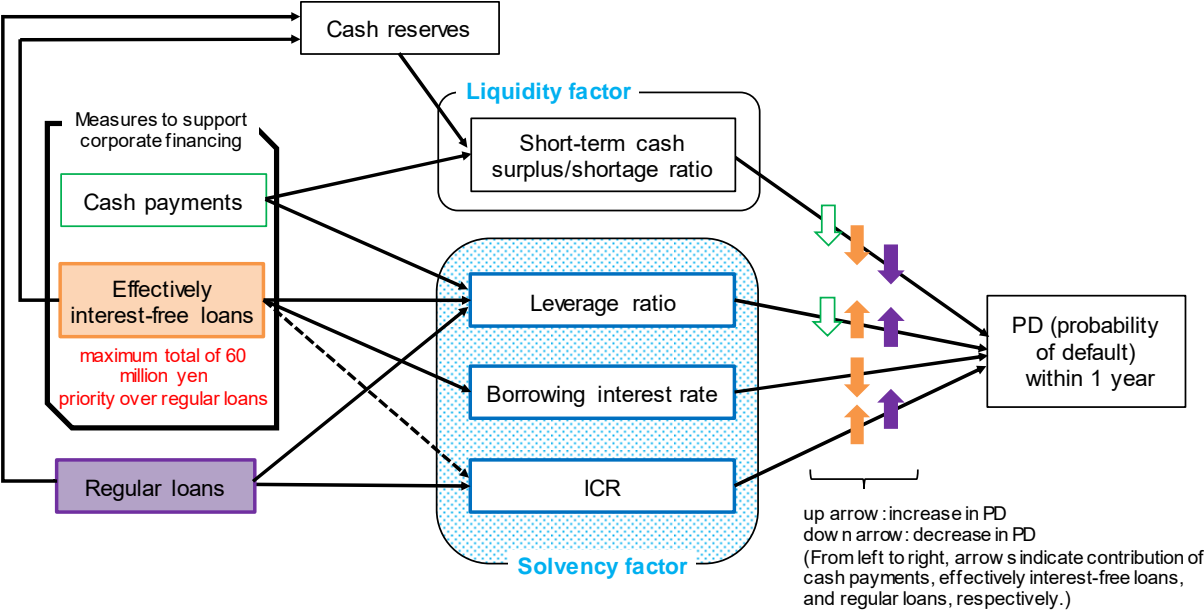 Cash reserves
Liquidity factor
Measures to support
corporate financing
Short-term cash
surplus/shortage ratio
Cash payments
Effectively
interest-free loans
maximum total of 60
million yen
priority over regular loans
Leverage ratio
PD (probability
of default)
within 1 year
Borrowing interest rate
Regular loans
ICR
Solvency factor
up arrow : increase in PD
down arrow : decrease in PD
(From left to right, arrows indicate contribution of
cash payments, effectively interest-free loans,
and regular loans, respectively.)